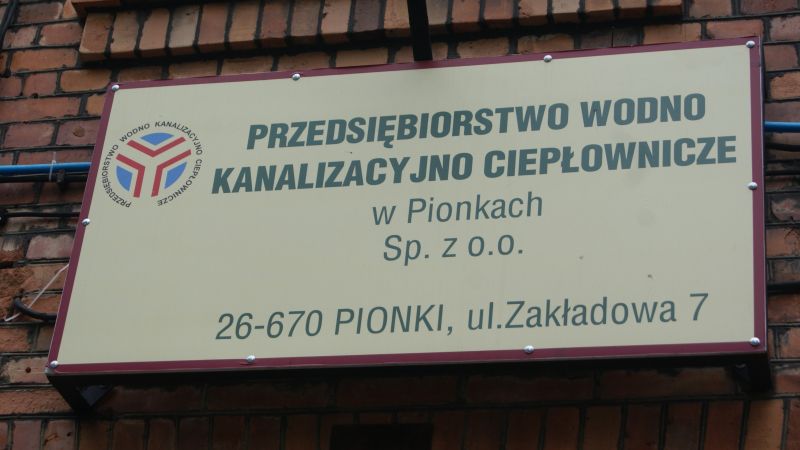 PRZEDSIĘBIORSTWO WODNO KANALIZACYJNO CIEPŁOWNICZE
PRZEDSIĘBIORSTWO WODNO
KANALIZACYJNO CIEPŁOWNICZE
w Pionkach
Sp. z o.o.
26-670 PIONKI, ul.Zakładowa 7